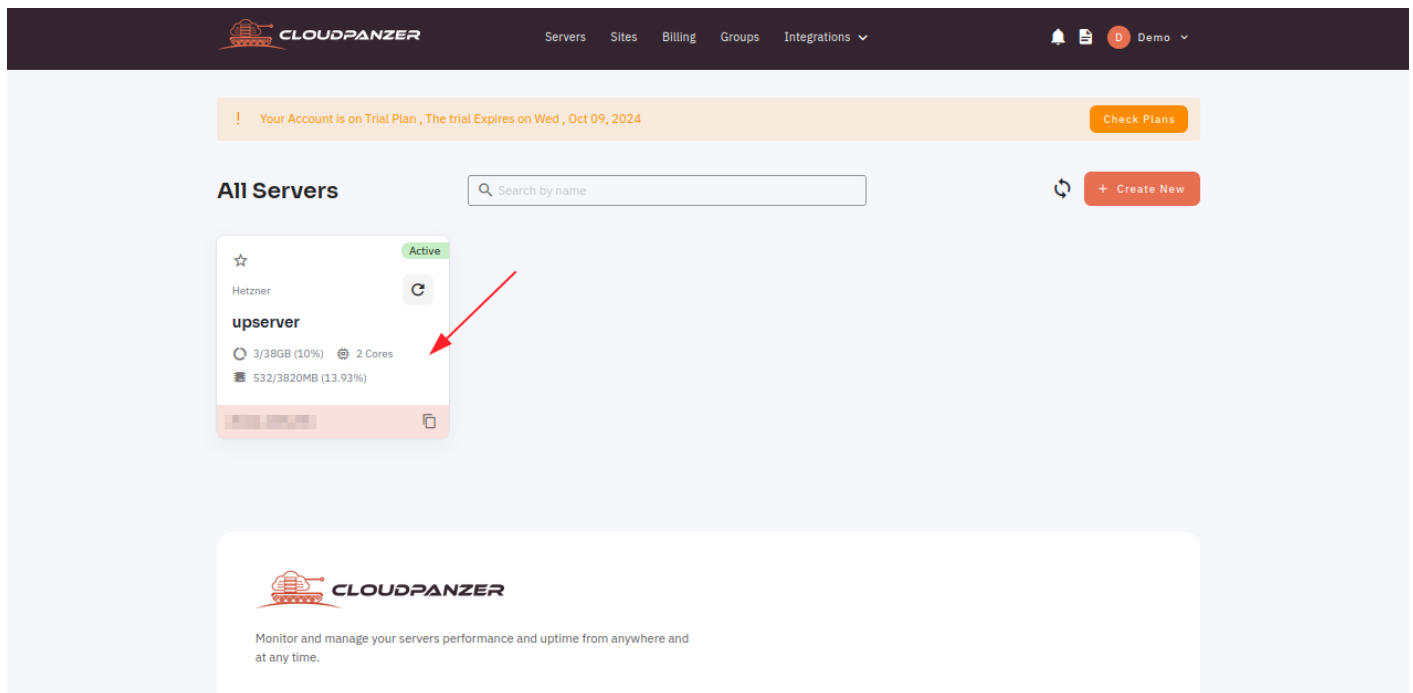 CLOUDPANZER
Servers Sites Billing Groups Integrations
D Demo
! Your Account is on Trial Plan , The trial Expires on Wed , Oct 09, 2024
Check Plans
All Servers
Search by name
+ Create New
Active
Hetzner
upserver
3/38GB (10%) 2 Cores
532/3820MB (13.93%)
CLOUDPANZER
Monitor and manage your servers performance and uptime from anywhere and
at any time.